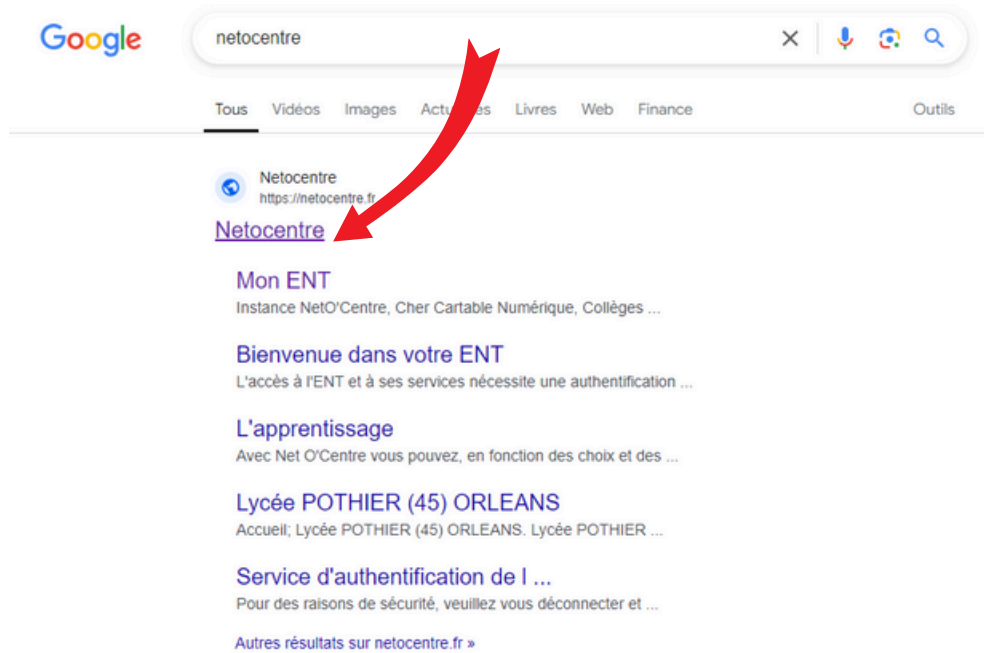 Google
netocentre
Tous Vidéos Images Actualités Livres Web Finance Outils
Netocentre
https://netocentre.fr
Netocentre
Mon ENT
Instance NetO'Centre, Cher Cartable Numérique, Collèges ...
Bienvenue dans votre ENT
L'accès à l'ENT et à ses services nécessite une authentification ...
L'apprentissage
Avec Net O'Centre vous pouvez, en fonction des choix et des ...
Lycée POTHIER (45) ORLEANS
Accueil; Lycée POTHIER (45) ORLEANS. Lycée POTHIER ...
Service d'authentification de l ...
Pour des raisons de sécurité, veuillez vous déconnecter et ...
Autres résultats sur netocentre.fr »